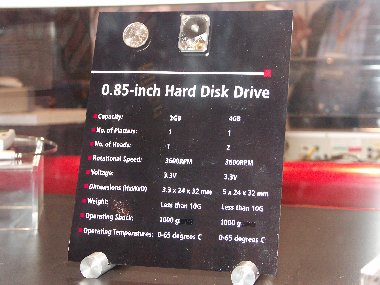 0.85-inch Hard Disk Drive
Capacity: 2GB 4GB
No. of Platters: 1 1
No. of Heads: 1 2
Rotational Speed: 3600RPM 3600RPM
Voltage: 3.3V 3.3V
Dimensions (HxWxD) 3.3 x 24 x 32 mm 5 x 24 x 32 mm
Weight: Less than 10G Less than 10G
Operating Shock: 1000 g 1000 g
Operating Temperatures: 0-65 degrees C 0-65 degrees C